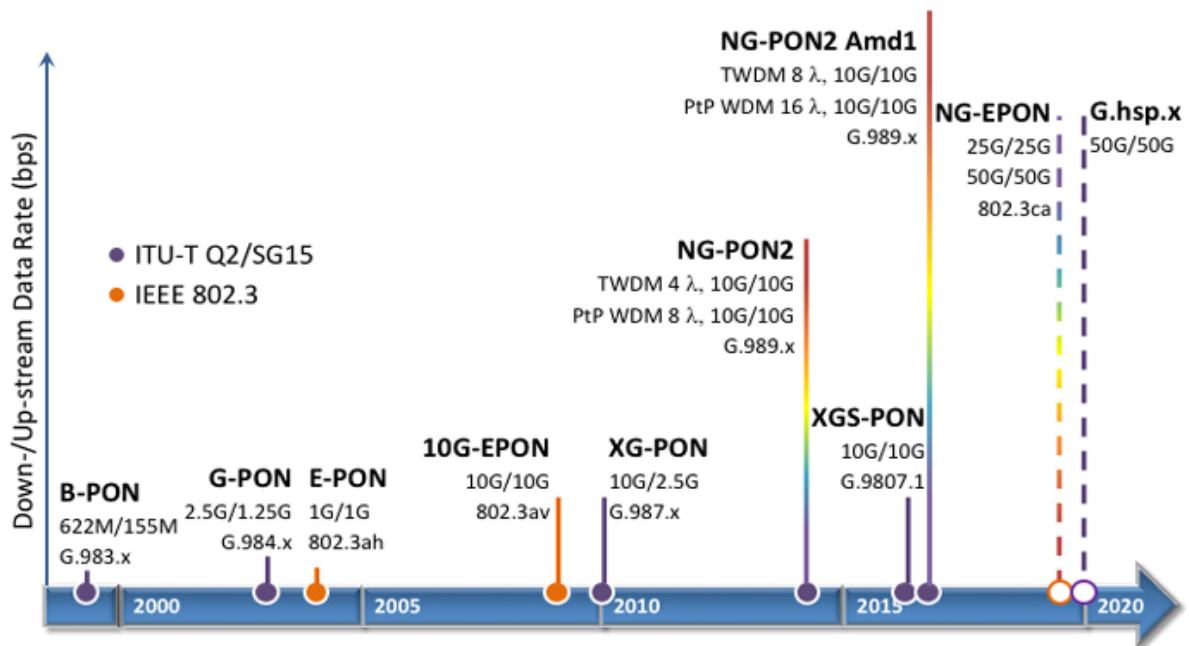 Down-/Up-stream Data Rate (bps)
ITU-T Q2/SG15
IEEE 802.3
B-PON
622M/155M
G.983.x
G-PON
2.5G/1.25G
G.984.x
E-PON
1G/1G
802.3ah
10G-EPON
10G/10G
802.3av
XG-PON
10G/2.5G
G.987.x
NG-PON2
TWDM 4 λ, 10G/10G
PtP WDM 8 λ, 10G/10G
G.989.x
XGS-PON
10G/10G
G.9807.1
NG-PON2 Amd1
TWDM 8 λ, 10G/10G
PtP WDM 16 λ, 10G/10G
G.989.x
NG-EPON
25G/25G
50G/50G
802.3ca
G.hsp.x
50G/50G
2000
2005
2010
2015
2020